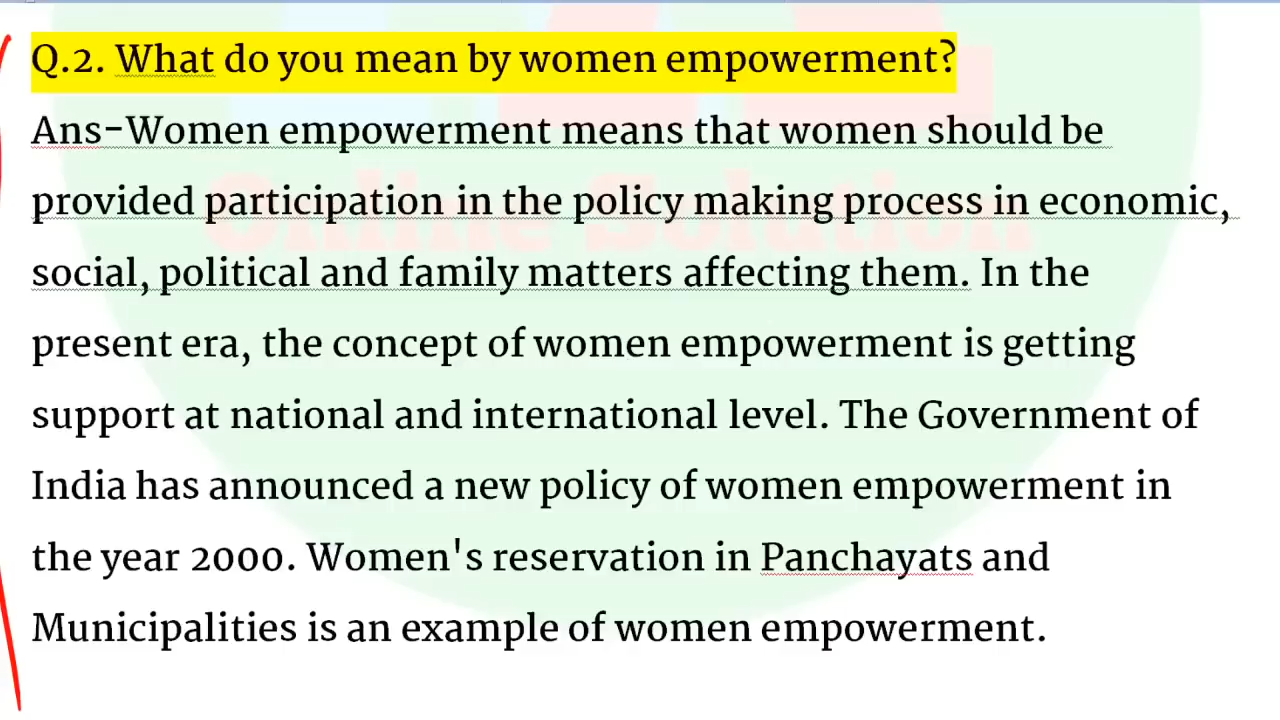 Q.2. What do you mean by women empowerment?
Ans-Women empowerment means that women should be
provided participation in the policy making process in economic,
social, political and family matters affecting them. In the
present era, the concept of women empowerment is getting
support at national and international level. The Government of
India has announced a new policy of women empowerment in
the year 2000. Women's reservation in Panchayats and
Municipalities is an example of women empowerment.
Online Solution